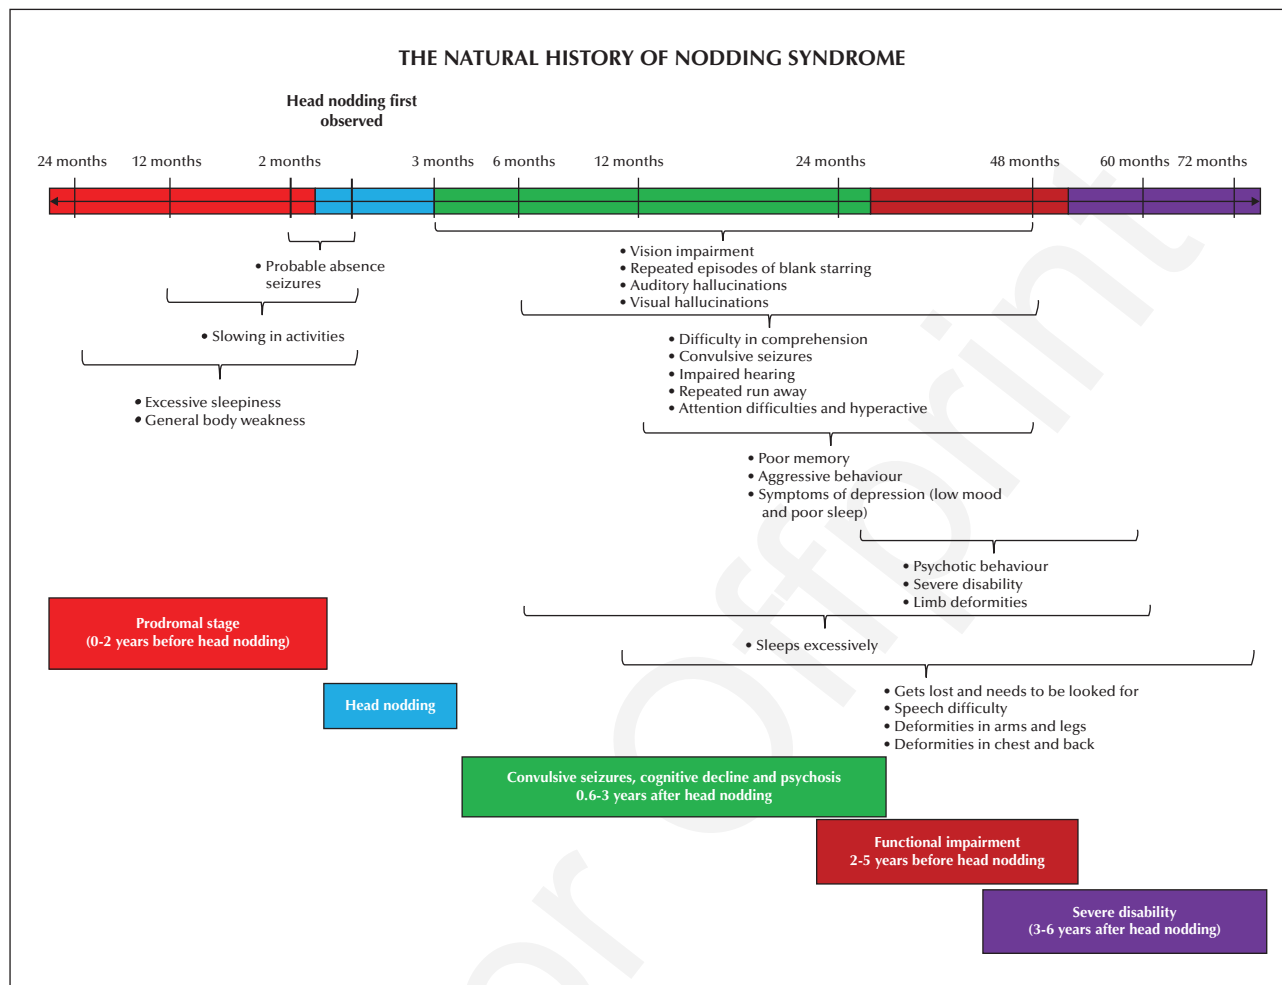 THE NATURAL HISTORY OF NODDING SYNDROME
Head nodding first
observed
24 months 12 months 2 months 3 months 6 months 12 months 24 months 48 months 60 months 72 months
• Probable absence
seizures
• Slowing in activities
• Excessive sleepiness
• General body weakness
• Vision impairment
• Repeated episodes of blank starring
• Auditory hallucinations
• Visual hallucinations
• Difficulty in comprehension
• Convulsive seizures
• Impaired hearing
• Repeated run away
• Attention difficulties and hyperactive
• Poor memory
• Aggressive behaviour
• Symptoms of depression (low mood
and poor sleep)
• Psychotic behaviour
• Severe disability
• Limb deformities
• Sleeps excessively
• Gets lost and needs to be looked for
• Speech difficulty
• Deformities in arms and legs
• Deformities in chest and back
Prodromal stage
(0-2 years before head nodding)
Head nodding
Convulsive seizures, cognitive decline and psychosis
0.6-3 years after head nodding
Functional impairment
2-5 years before head nodding
Severe disability
(3-6 years after head nodding)
or Offprint